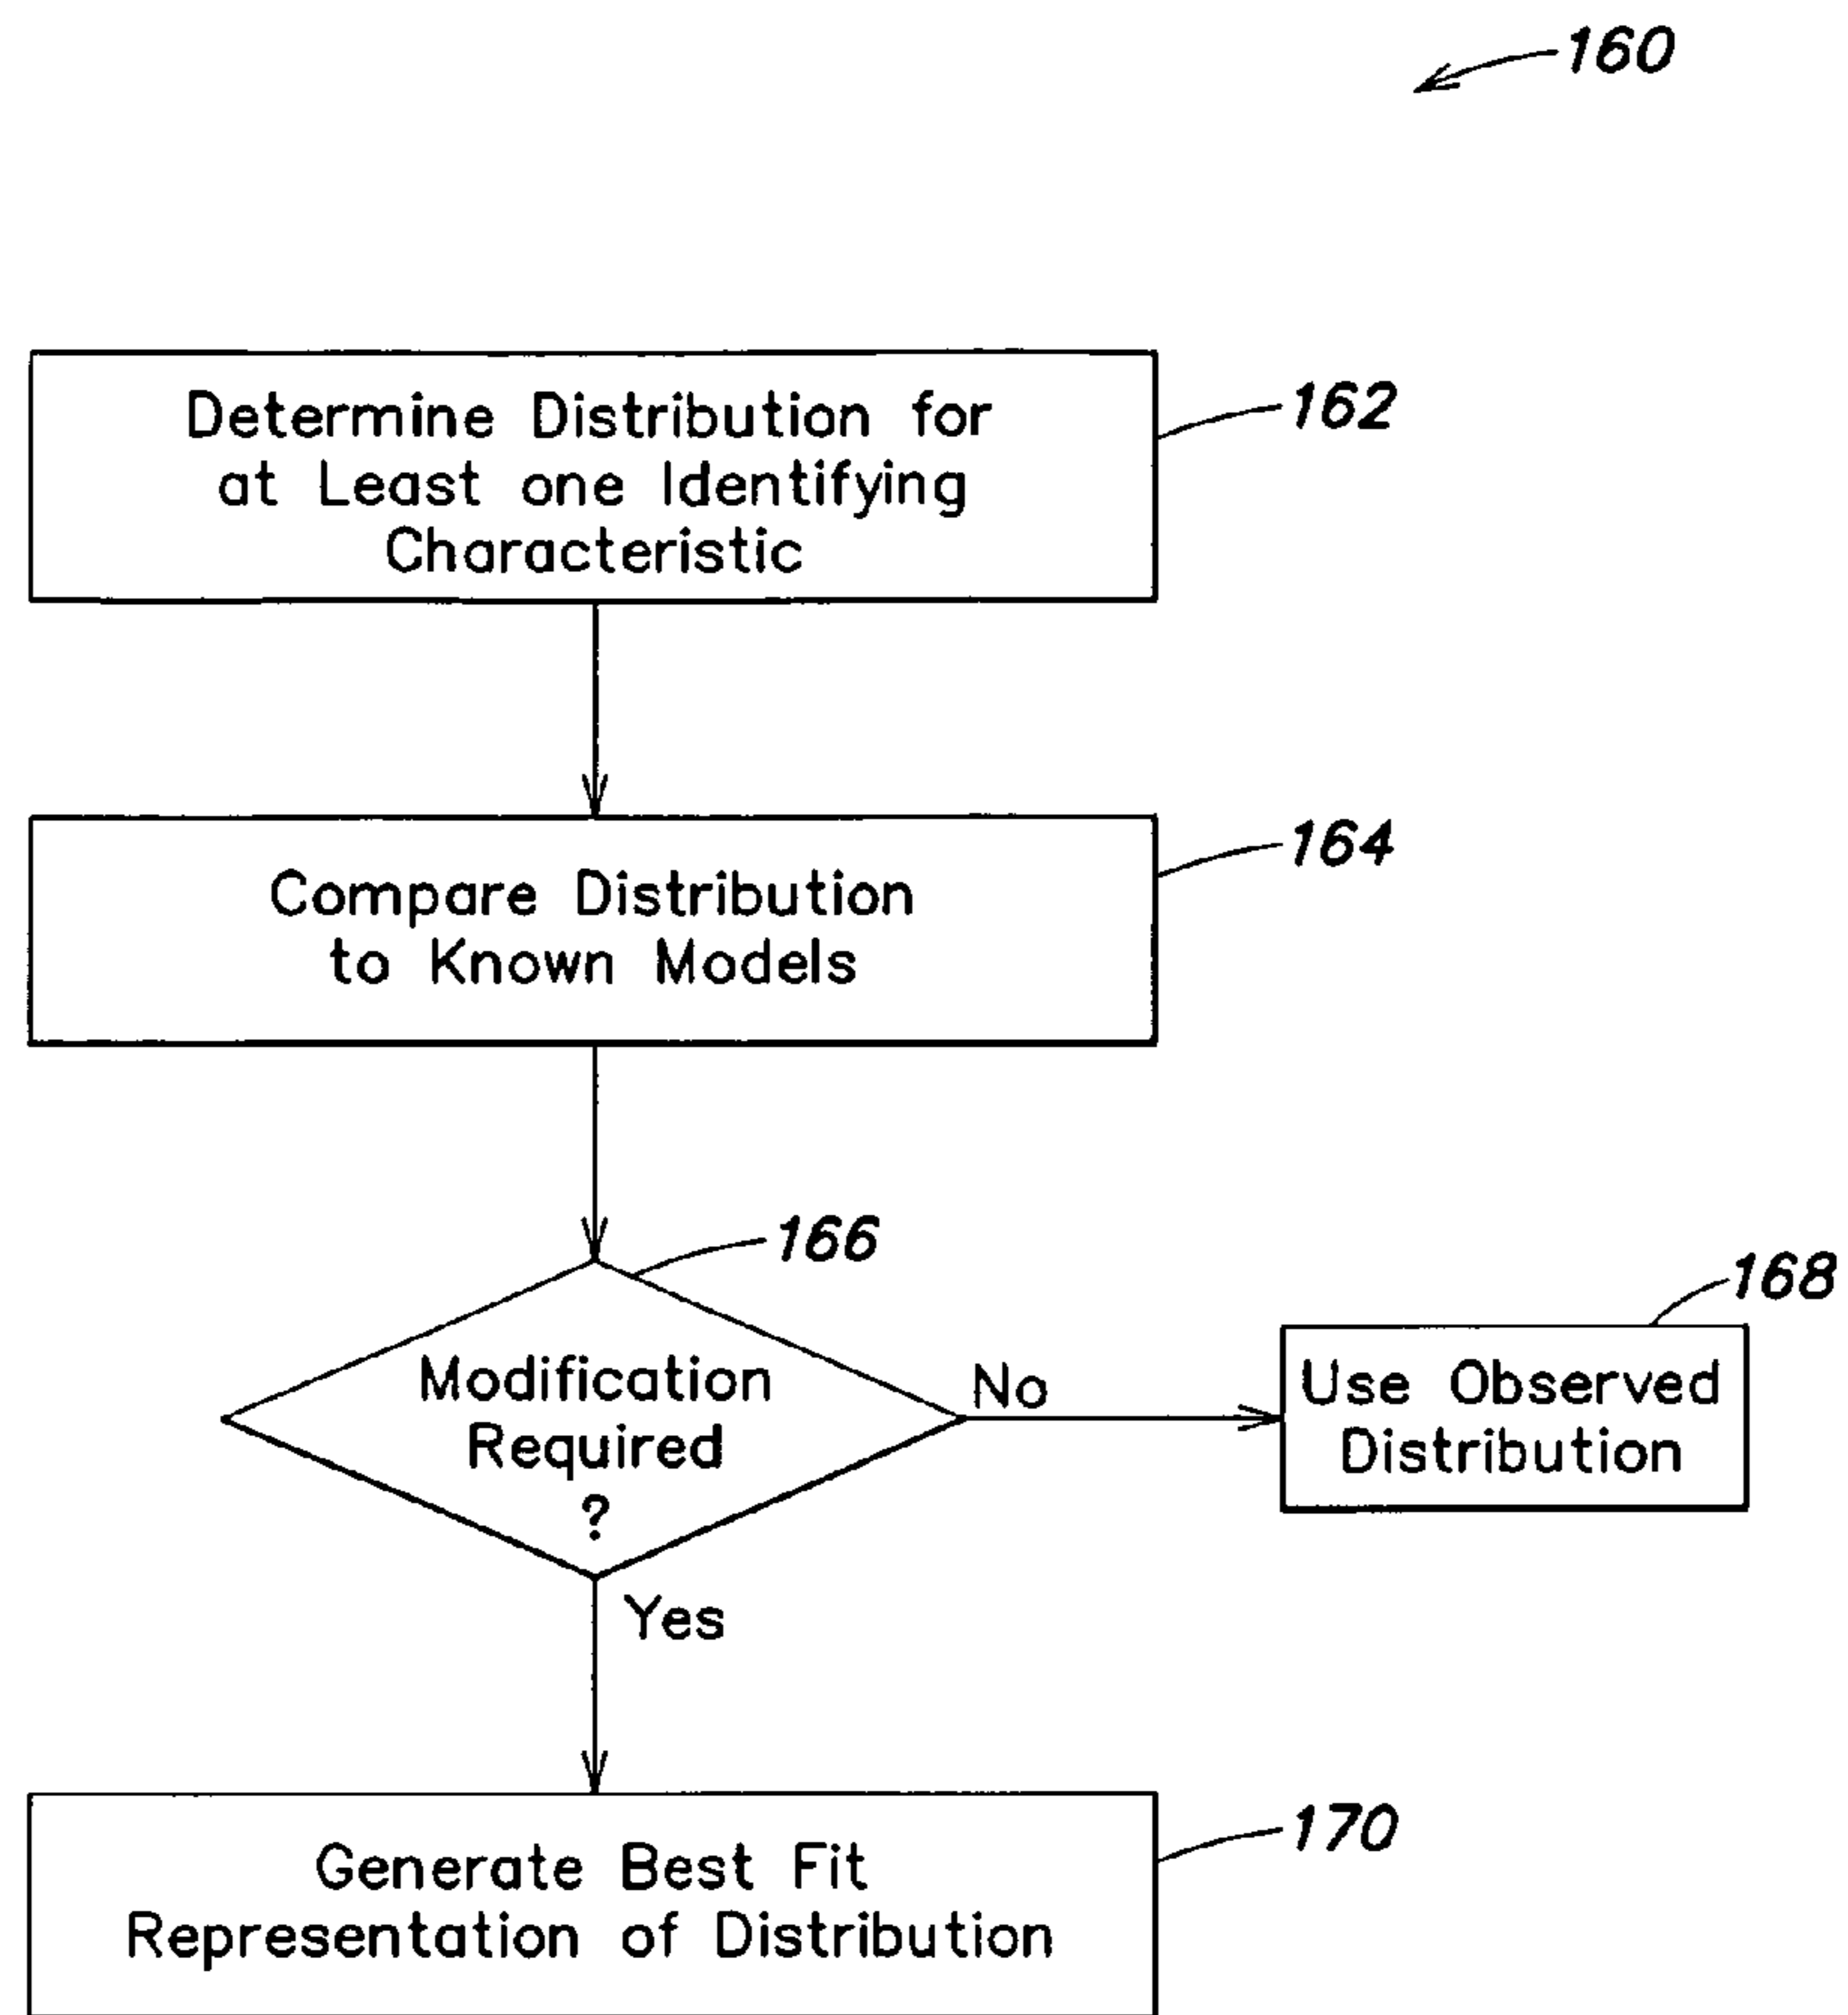 160
Determine Distribution for
at Least one Identifying
Characteristic
162
Compare Distribution
to Known Models
164
166
Modification
Required
?
No
168
Use Observed
Distribution
Yes
Generate Best Fit
Representation of Distribution
170